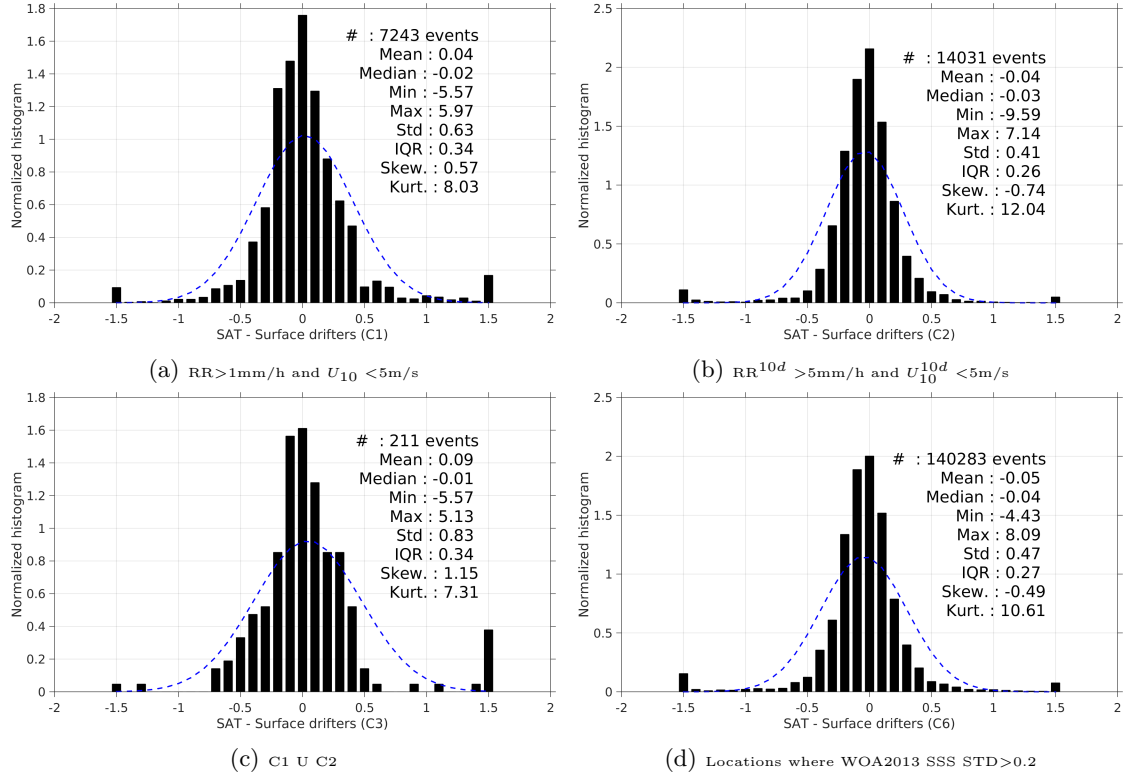 1.8
1.6
1.4
1.2
1
0.8
0.6
0.4
0.2
0
-2 -1.5 -1 -0.5 0 0.5 1 1.5 2
Normalized histogram
# : 7243 events
Mean : 0.04
Median : -0.02
Min : -5.57
Max : 5.97
Std : 0.63
IQR : 0.34
Skew. : 0.57
Kurt. : 8.03
SAT - Surface drifters (C1)
(a) RR>1mm/h and U10 <5m/s
2.5
2
1.5
1
0.5
0
-2 -1.5 -1 -0.5 0 0.5 1 1.5 2
Normalized histogram
# : 14031 events
Mean : -0.04
Median : -0.03
Min : -9.59
Max : 7.14
Std : 0.41
IQR : 0.26
Skew. : -0.74
Kurt. : 12.04
SAT - Surface drifters (C2)
(b) RR10d >5mm/h and U10d10 <5m/s
1.8
1.6
1.4
1.2
1
0.8
0.6
0.4
0.2
0
-2 -1.5 -1 -0.5 0 0.5 1 1.5 2
Normalized histogram
# : 211 events
Mean : 0.09
Median : -0.01
Min : -5.57
Max : 5.13
Std : 0.83
IQR : 0.34
Skew. : 1.15
Kurt. : 7.31
SAT - Surface drifters (C3)
(c) C1 U C2
2.5
2
1.5
1
0.5
0
-2 -1.5 -1 -0.5 0 0.5 1 1.5 2
Normalized histogram
# : 140283 events
Mean : -0.05
Median : -0.04
Min : -4.43
Max : 8.09
Std : 0.47
IQR : 0.27
Skew. : -0.49
Kurt. : 10.61
SAT - Surface drifters (C6)
(d) Locations where WOA2013 SSS STD>0.2